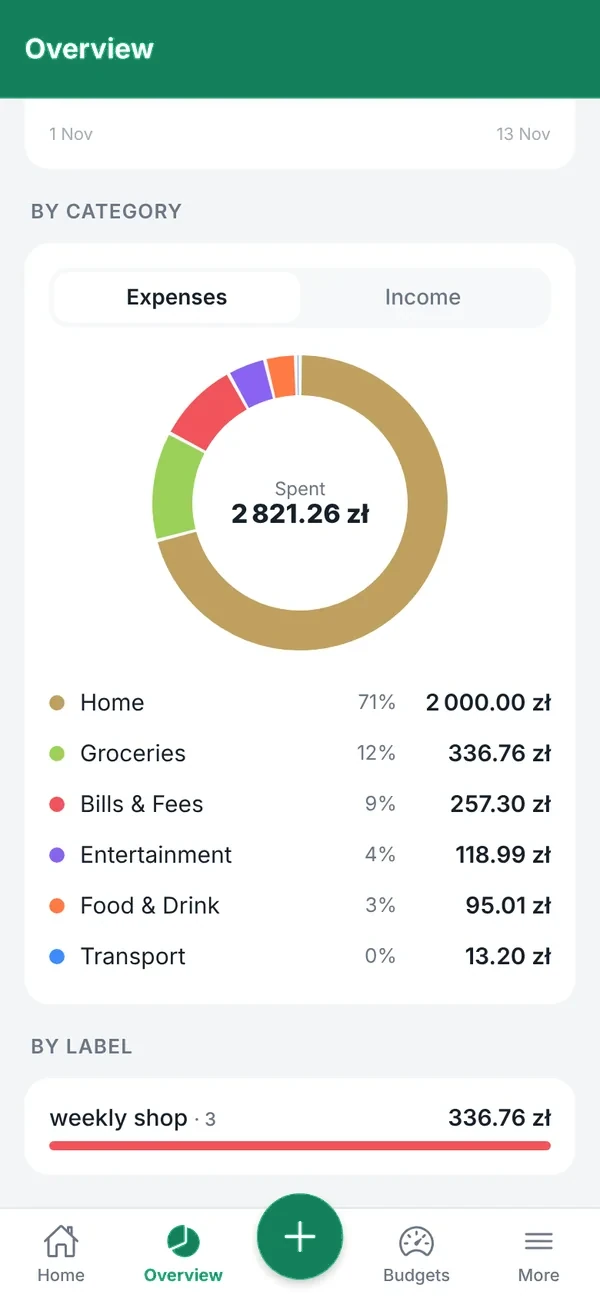 Overview
1 Nov 13 Nov
BY CATEGORY
Expenses Income
Spent
2 821.26 zł
Home 71% 2 000.00 zł
Groceries 12% 336.76 zł
Bills & Fees 9% 257.30 zł
Entertainment 4% 118.99 zł
Food & Drink 3% 95.01 zł
Transport 0% 13.20 zł
BY LABEL
weekly shop · 3 336.76 zł
Home Overview Budgets More